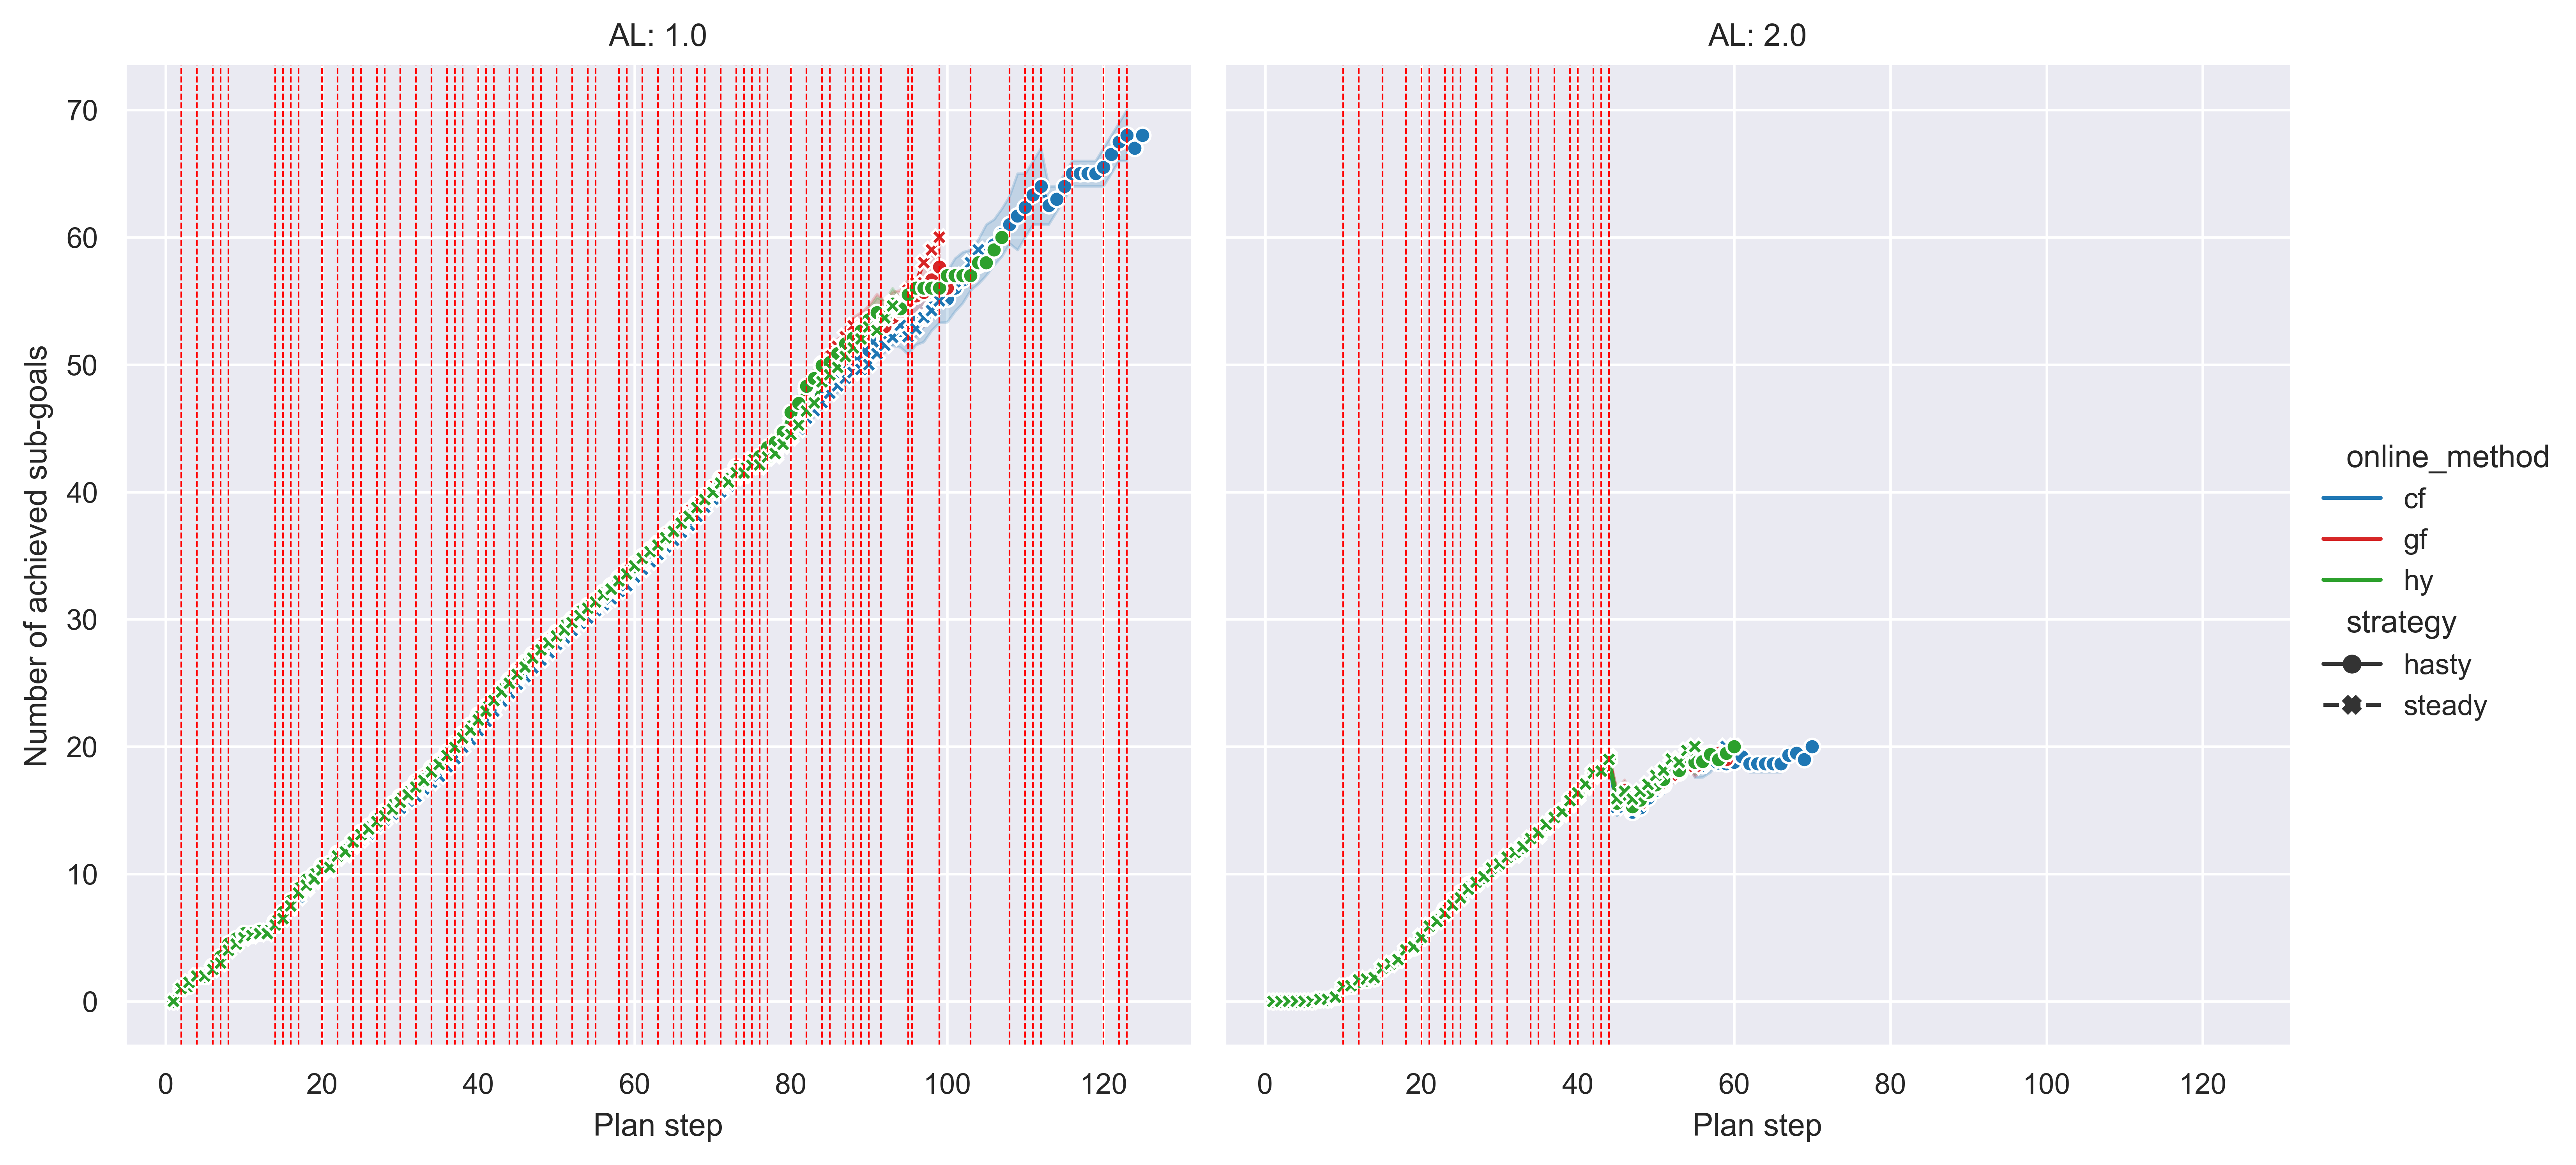 AL: 1.0
AL: 2.0
Number of achieved sub-goals
70
60
50
40
30
20
10
0
0 20 40 60 80 100 120
0 20 40 60 80 100 120
Plan step
Plan step
online_method
cf
gf
hy
strategy
hasty
steady